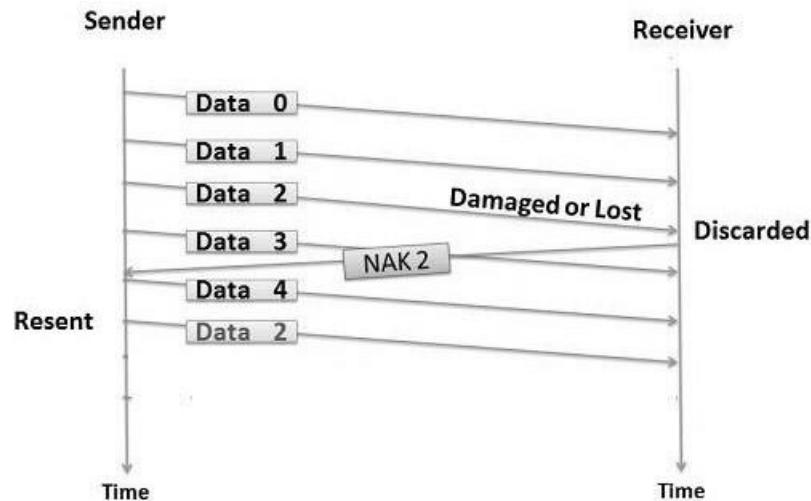 Sender
Receiver
Data 0
Data 1
Data 2
Damaged or Lost
Data 3
Discarded
NAK 2
Data 4
Resent
Data 2
Time
Time